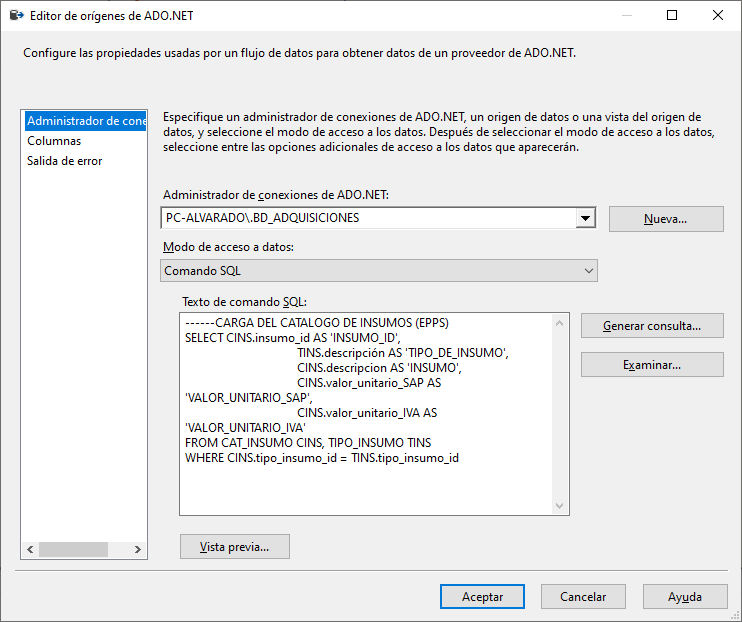 Editor de orígenes de ADO.NET
Configure las propiedades usadas por un flujo de datos para obtener datos de un proveedor de ADO.NET.
Administrador de cone
Columnas
Salida de error
Especifique un administrador de conexiones de ADO.NET, un origen de datos o una vista del origen de
datos, y seleccione el modo de acceso a los datos. Después de seleccionar el modo de acceso a los datos,
seleccione entre las opciones adicionales de acceso a los datos que aparecerán.
Administrador de conexiones de ADO.NET:
PC-ALVARADO\.BD_ADQUISICIONES
Nueva...
Modo de acceso a datos:
Comando SQL
Texto de comando SQL:
------CARGA DEL CATALOGO DE INSUMOS (EPPS)
SELECT CINS.insumo_id AS 'INSUMO_ID',
TINS.descripción AS 'TIPO_DE_INSUMO',
CINS.descripcion AS 'INSUMO',
CINS.valor_unitario_SAP AS
'VALOR_UNITARIO_SAP',
CINS.valor_unitario_IVA AS
'VALOR_UNITARIO_IVA'
FROM CAT_INSUMO CINS, TIPO_INSUMO TINS
WHERE CINS.tipo_insumo_id = TINS.tipo_insumo_id
Generar consulta...
Examinar...
Vista previa...
Aceptar
Cancelar
Ayuda